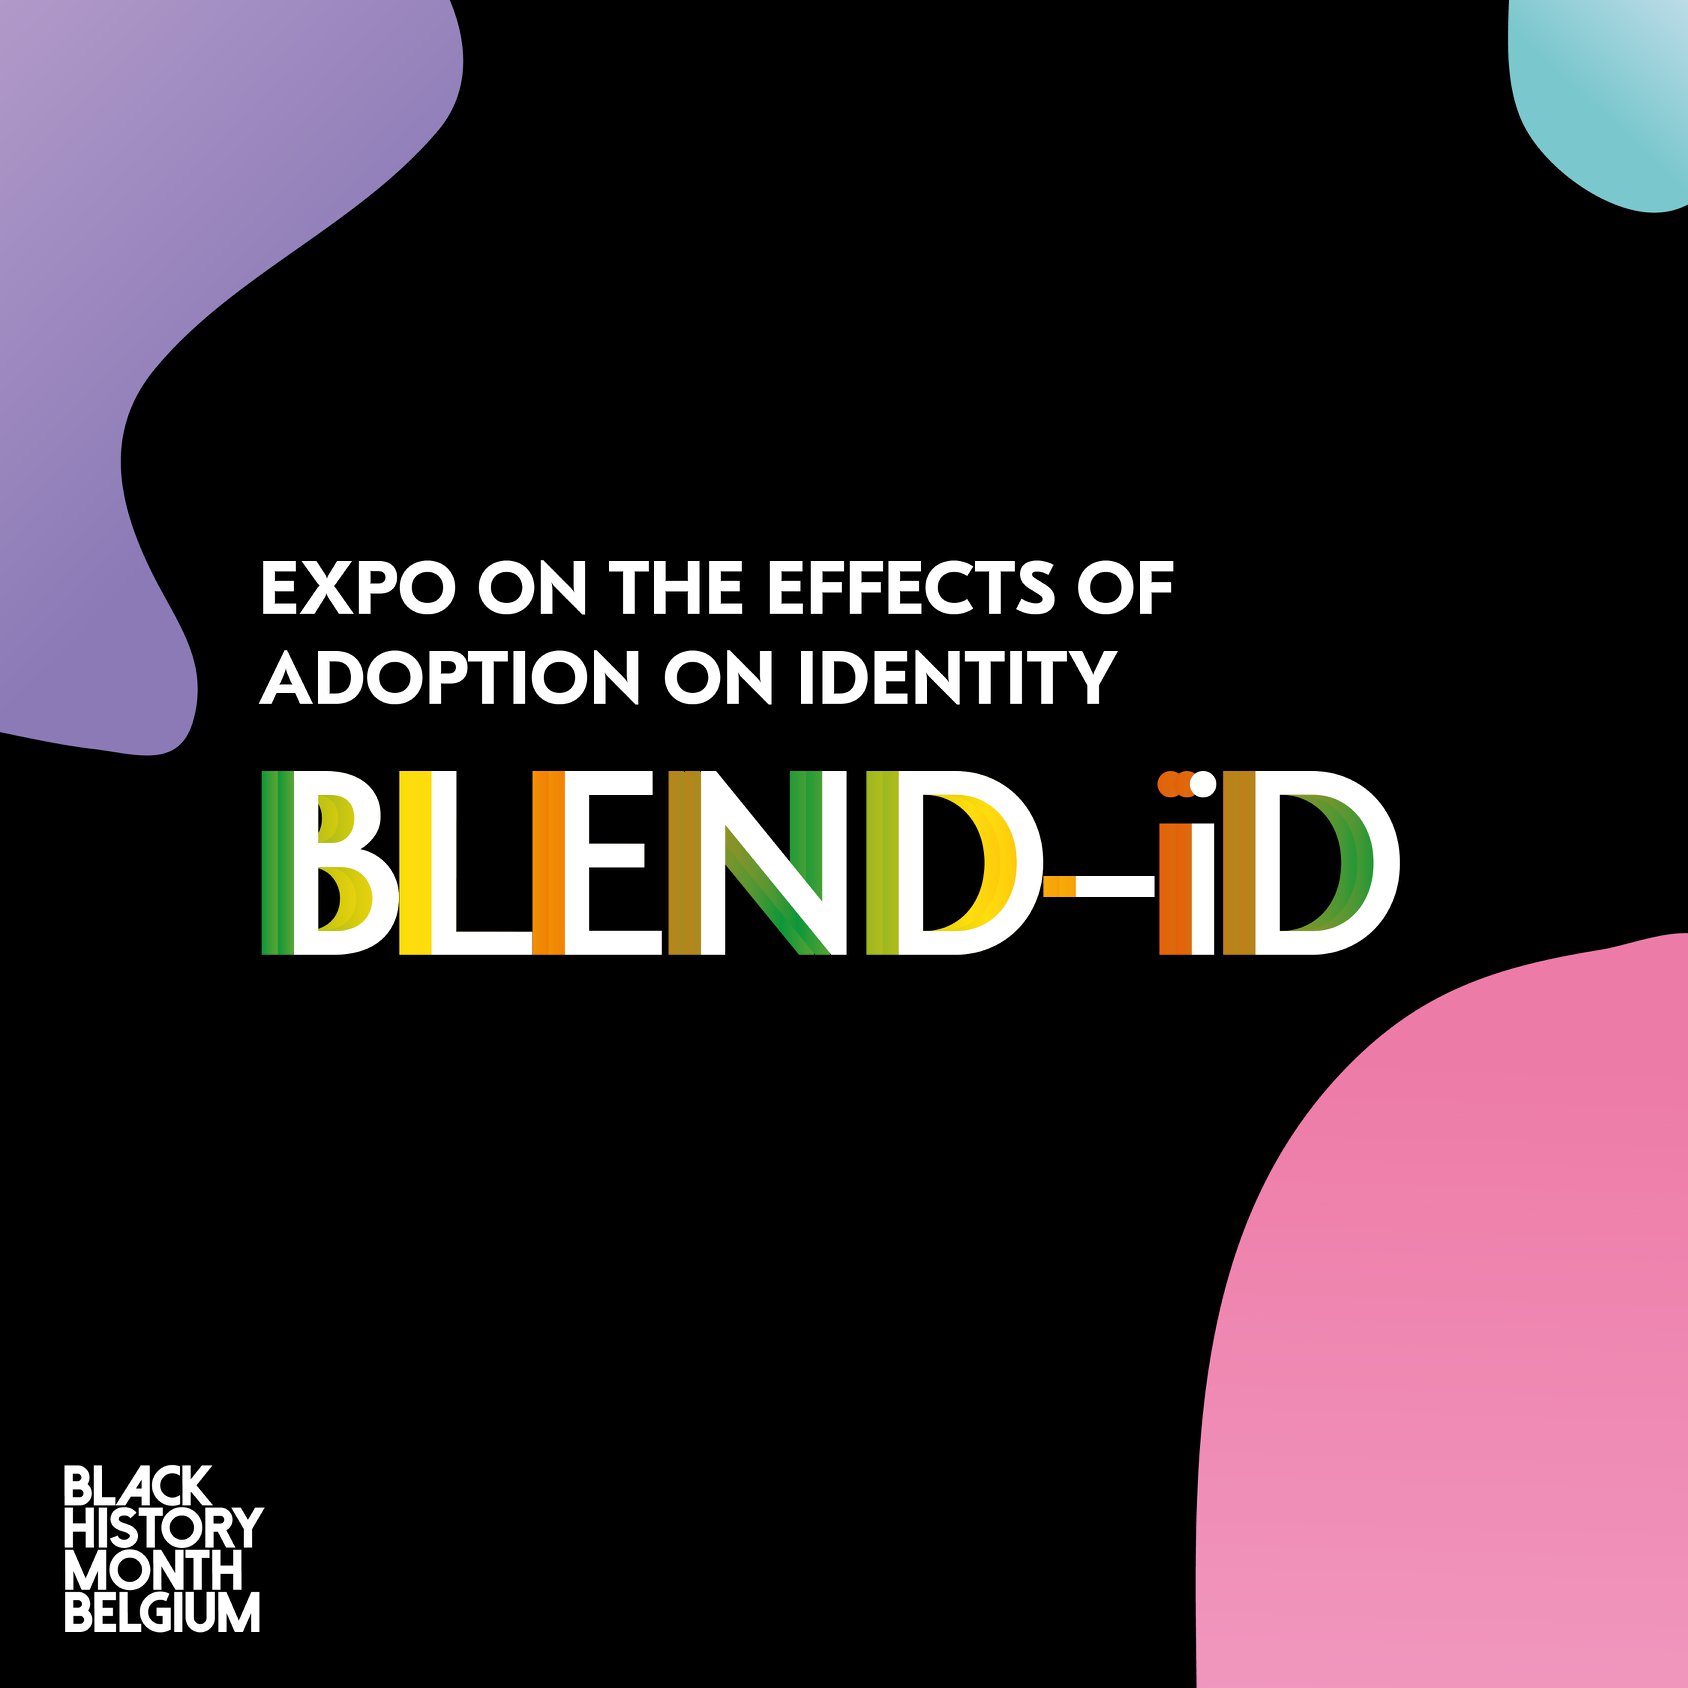 EXPO ON THE EFFECTS OF
ADOPTION ON IDENTITY
BLEND–iD
BLACK
HISTORY
MONTH
BELGIUM